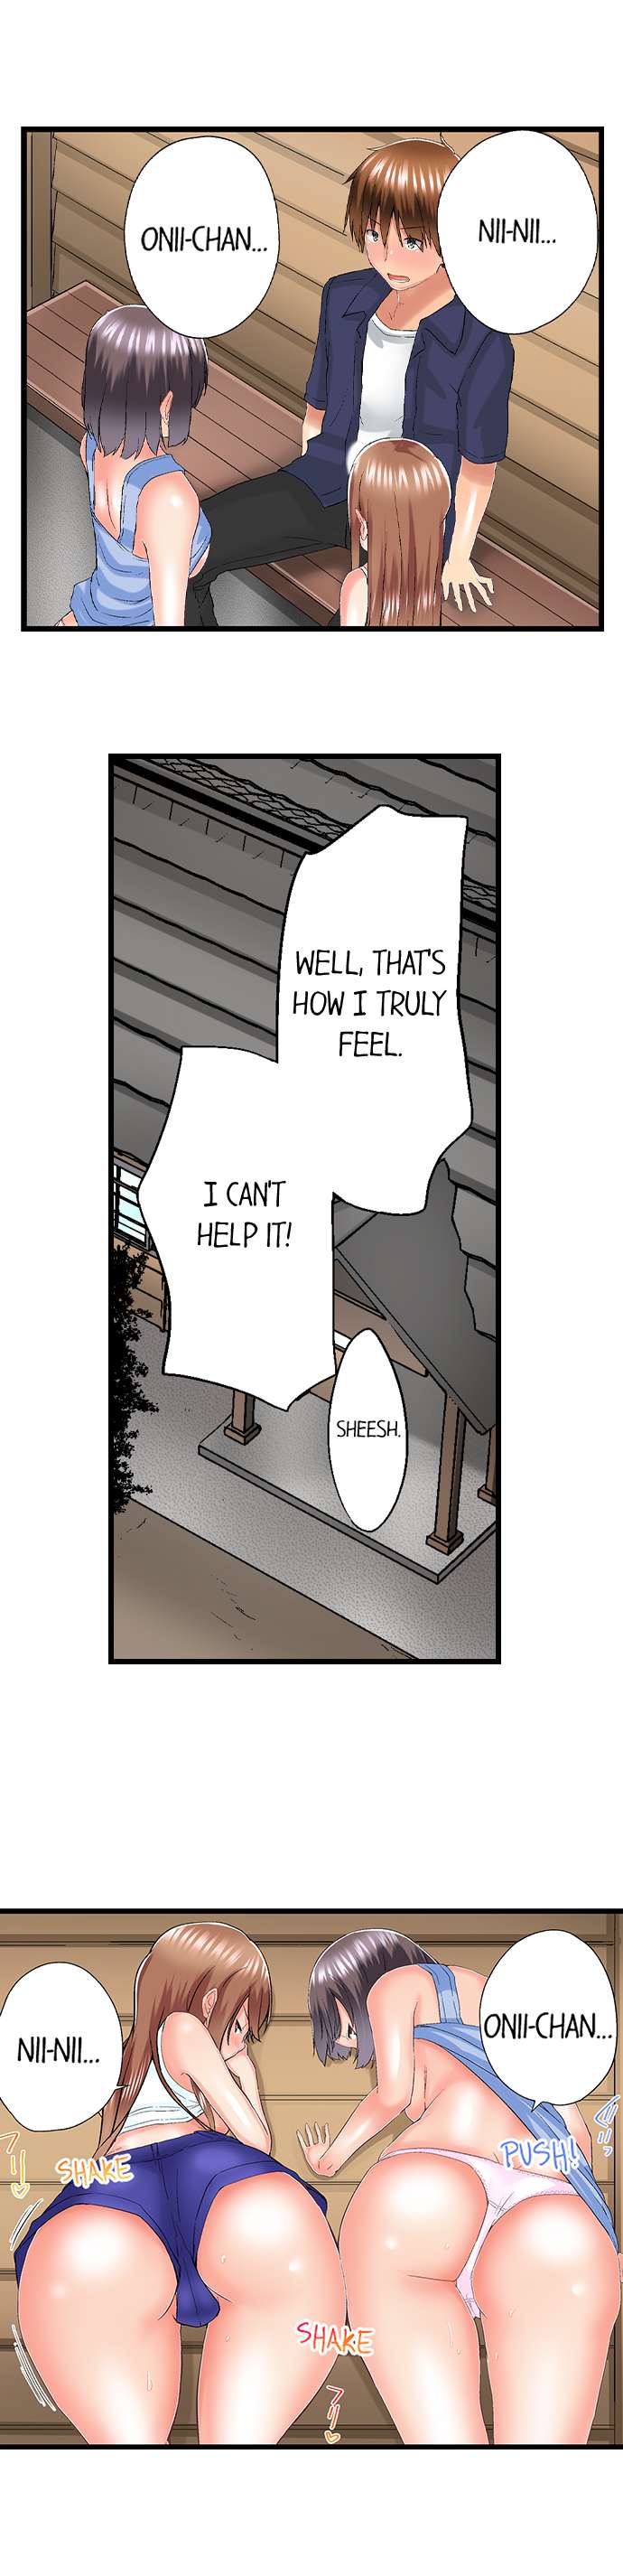 NII-NII...
ONII-CHAN...
WELL, THAT'S
HOW I TRULY
FEEL.
I CAN'T
HELP IT!
SHEESH.
ONII-CHAN...
NII-NII...
PUSH!
SHAKE
SHAKE